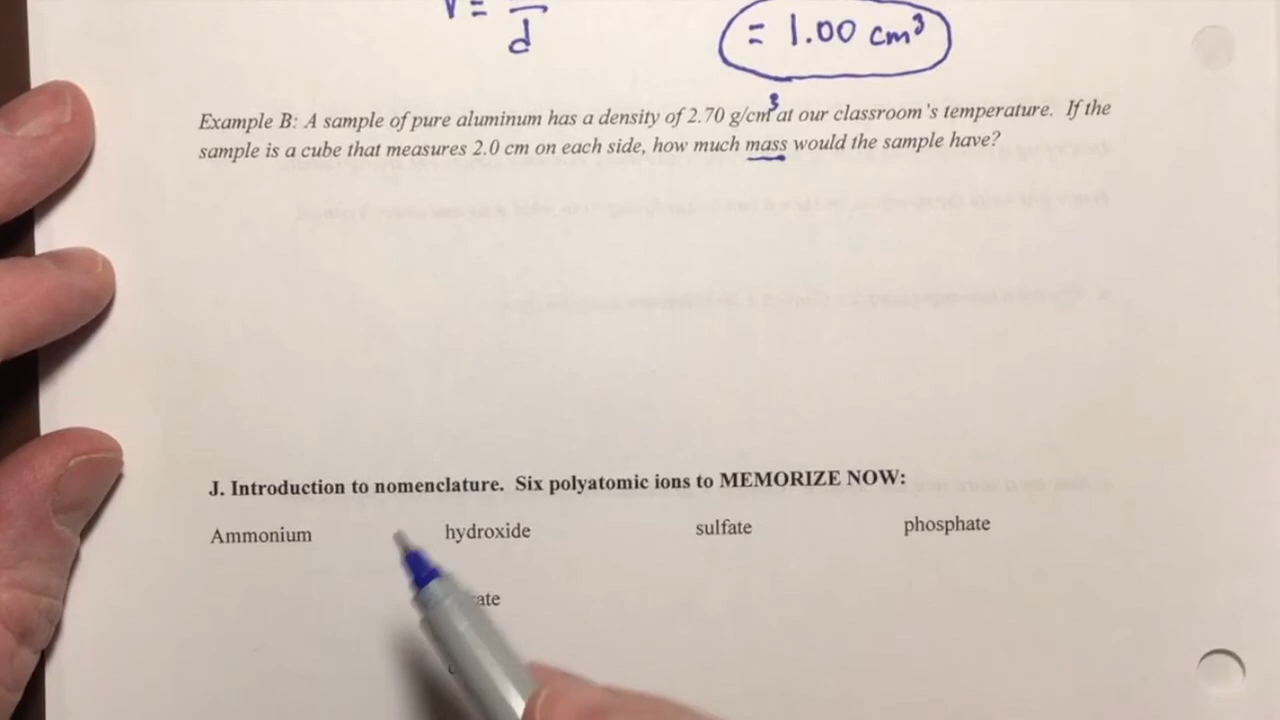 V =
d
= 1.00 cm³
Example B: A sample of pure aluminum has a density of 2.70 g/cm³ at our classroom's temperature. If the
sample is a cube that measures 2.0 cm on each side, how much mass would the sample have?
J. Introduction to nomenclature. Six polyatomic ions to MEMORIZE NOW:
Ammonium hydroxide sulfate phosphate